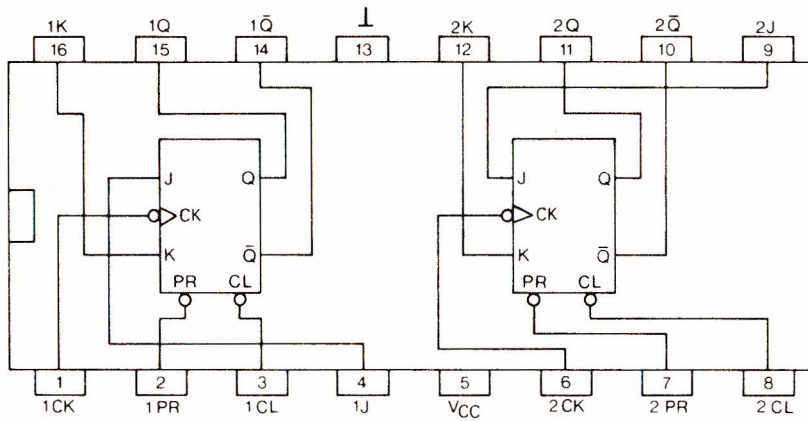 1K 1Q 1Q̅ ⊥ 2K 2Q 2Q̅ 2J
16 15 14 13 12 11 10 9
J Q J Q
CK CK
K Q̅ K Q̅
PR CL PR CL
1 2 3 4 5 6 7 8
1CK 1PR 1CL 1J VCC 2CK 2PR 2CL